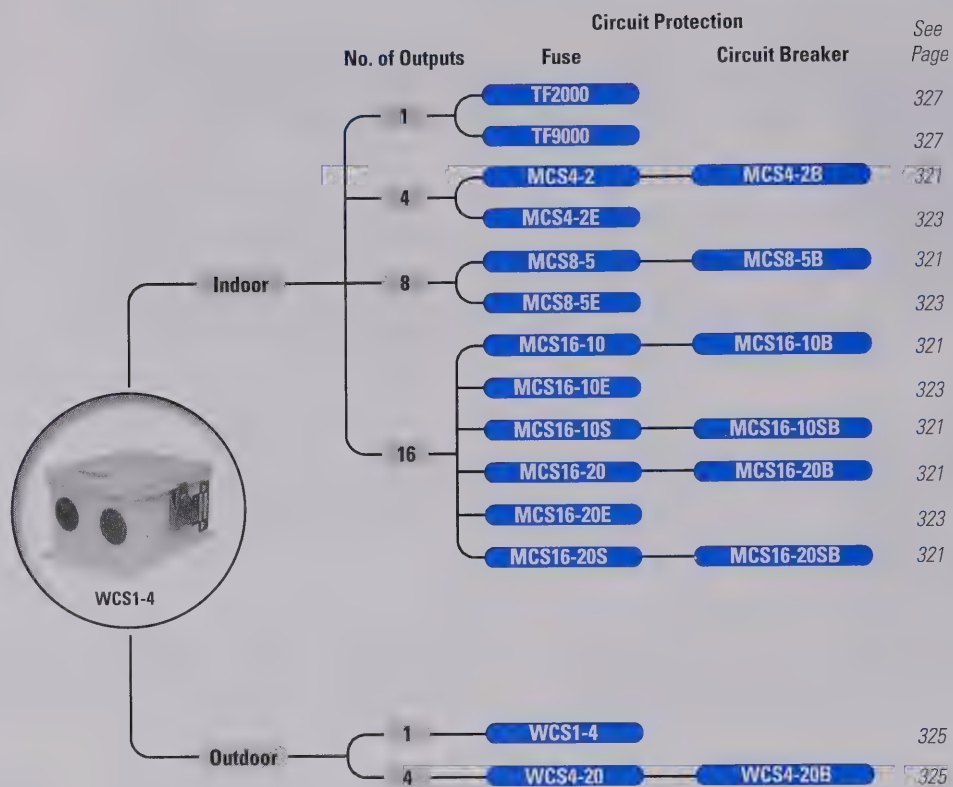 Circuit Protection
See
No. of Outputs Fuse Circuit Breaker Page
TF2000 327
1
TF9000 327
MCS4-2 MCS4-2B 321
4
MCS4-2E 323
MCS8-5 MCS8-5B 321
Indoor 8
MCS8-5E 323
MCS16-10 MCS16-10B 321
MCS16-10E 323
MCS16-10S MCS16-10SB 321
16
MCS16-20 MCS16-20B 321
MCS16-20E 323
MCS16-20S MCS16-20SB 321
WCS1-4
1 WCS1-4 325
Outdoor
4 WCS4-20 WCS4-20B 325